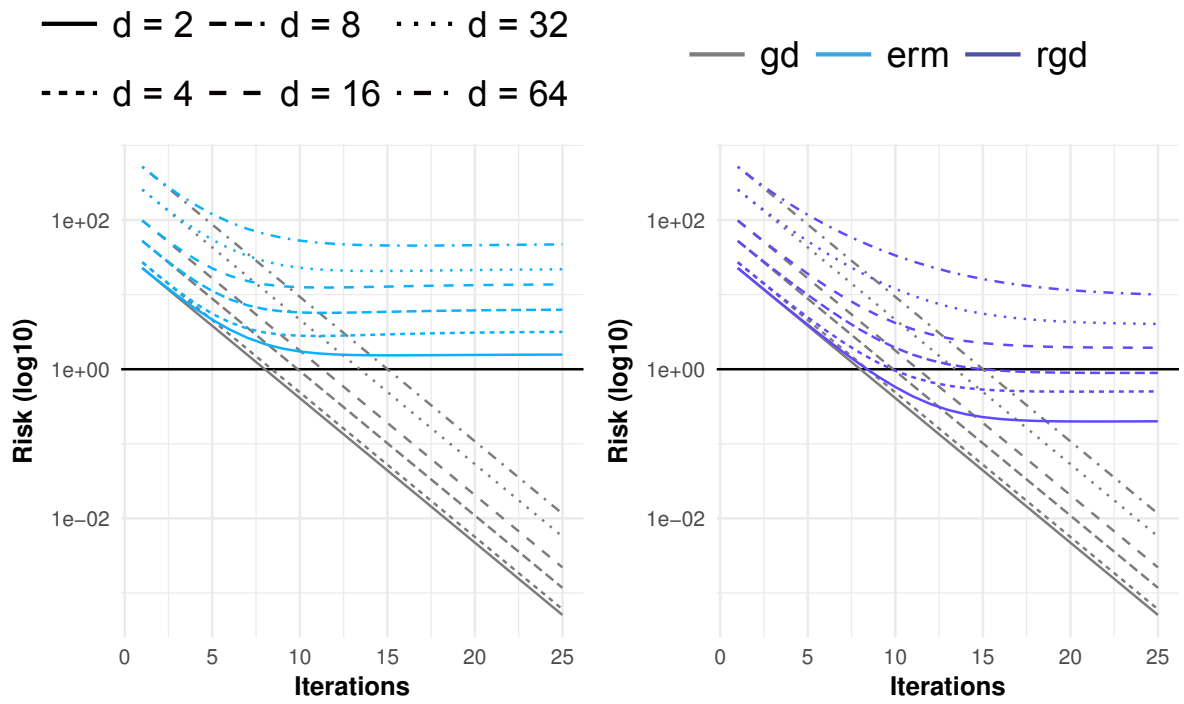 d = 2 d = 8 d = 32
d = 4 d = 16 d = 64
gd erm rgd
Risk (log10)
1e+02
1e+00
1e-02
0 5 10 15 20 25
Iterations
Risk (log10)
1e+02
1e+00
1e-02
0 5 10 15 20 25
Iterations